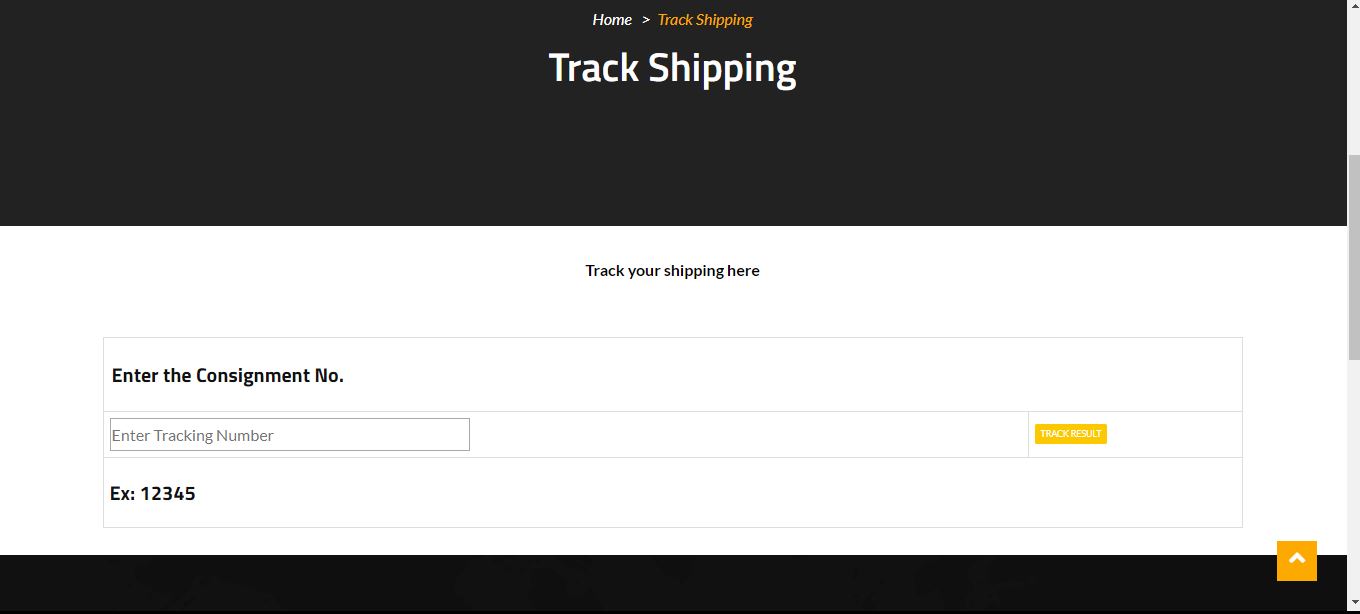 Home > Track Shipping
Track Shipping
Track your shipping here
Enter the Consignment No.
Enter Tracking Number
TRACK RESULT
Ex: 12345